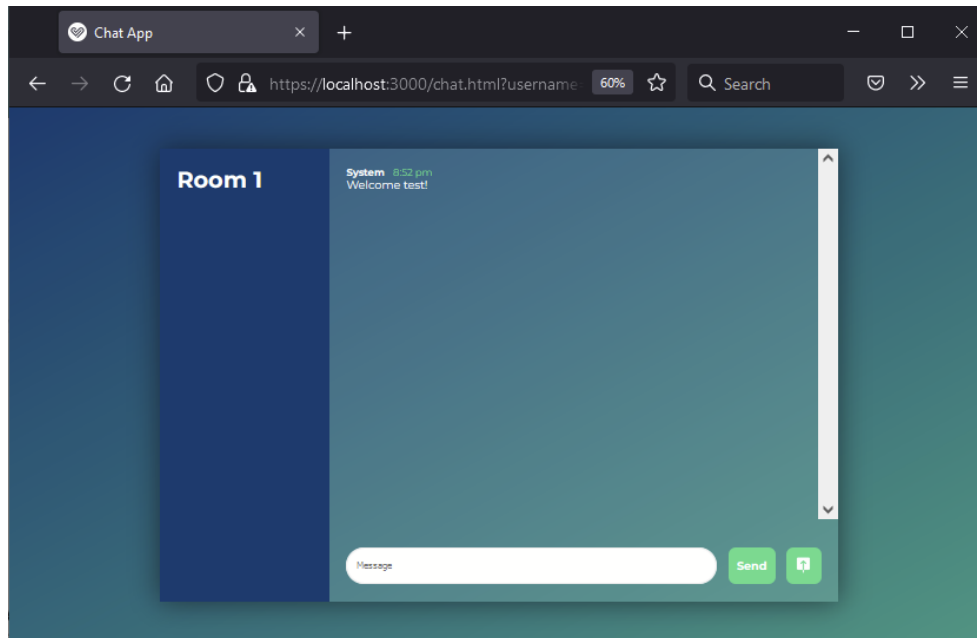 Chat App
https://localhost:3000/chat.html?username=
60%
Search
Room 1
System 8:52 pm
Welcome test!
Message
Send